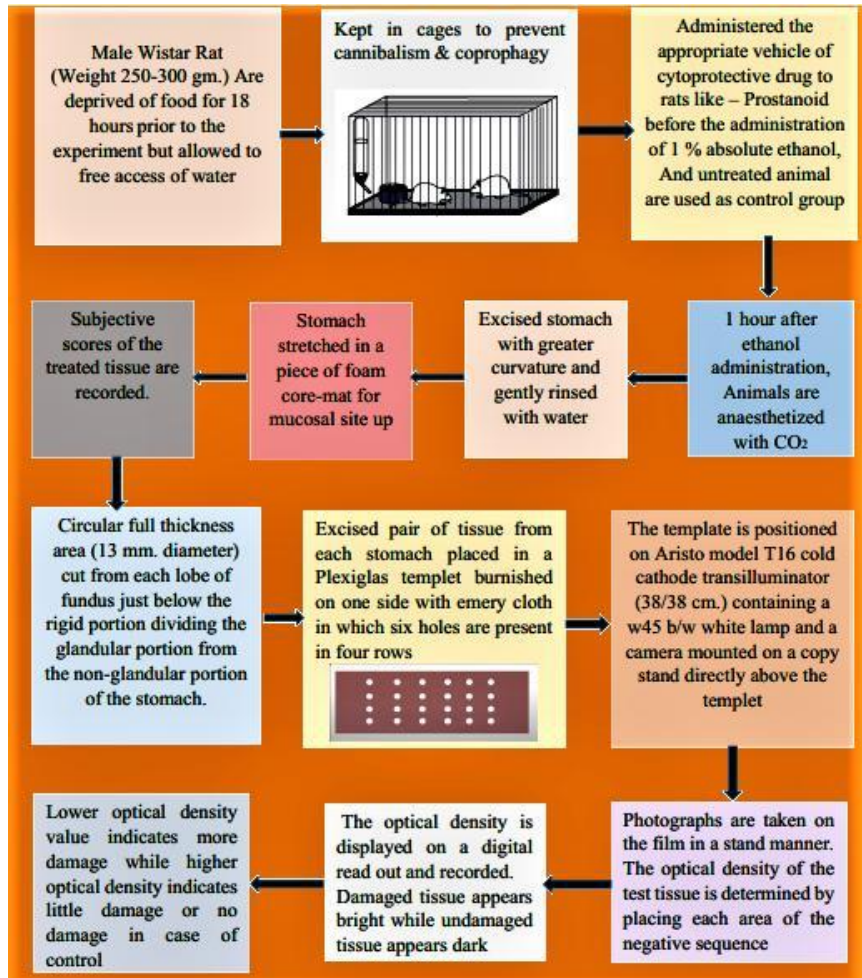 Male Wistar Rat
(Weight 250-300 gm.) Are
deprived of food for 18
hours prior to the
experiment but allowed to
free access of water
Kept in cages to prevent
cannibalism & coprophagy
Administered the
appropriate vehicle of
cytoprotective drug to
rats like – Prostanoid
before the administration
of 1 % absolute ethanol,
And untreated animal
are used as control group
1 hour after
ethanol
administration,
Animals are
anaesthetized
with CO₂
Excised stomach
with greater
curvature and
gently rinsed
with water
Stomach
stretched in a
piece of foam
core-mat for
mucosal site up
Subjective
scores of the
treated tissue are
recorded.
Circular full thickness
area (13 mm. diameter)
cut from each lobe of
fundus just below the
rigid portion dividing the
glandular portion from
the non-glandular portion
of the stomach.
Excised pair of tissue from
each stomach placed in a
Plexiglas templet burnished
on one side with emery cloth
in which six holes are present
in four rows
The template is positioned
on Aristo model T16 cold
cathode transilluminator
(38/38 cm.) containing a
w45 b/w white lamp and a
camera mounted on a copy
stand directly above the
templet
Photographs are taken on
the film in a stand manner.
The optical density of the
test tissue is determined by
placing each area of the
negative sequence
The optical density is
displayed on a digital
read out and recorded.
Damaged tissue appears
bright while undamaged
tissue appears dark
Lower optical density
value indicates more
damage while higher
optical density indicates
little damage or no
damage in case of
control